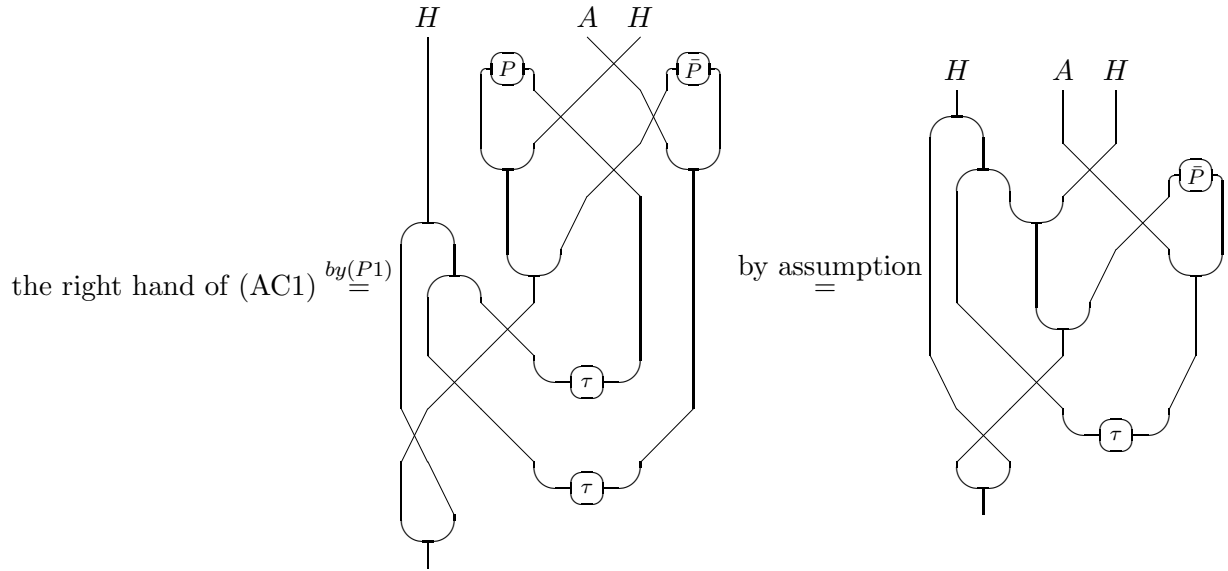 H A H
P P̄
H A H
P̄
the right hand of (AC1) by(P1) =
by assumption =
τ
τ
τ